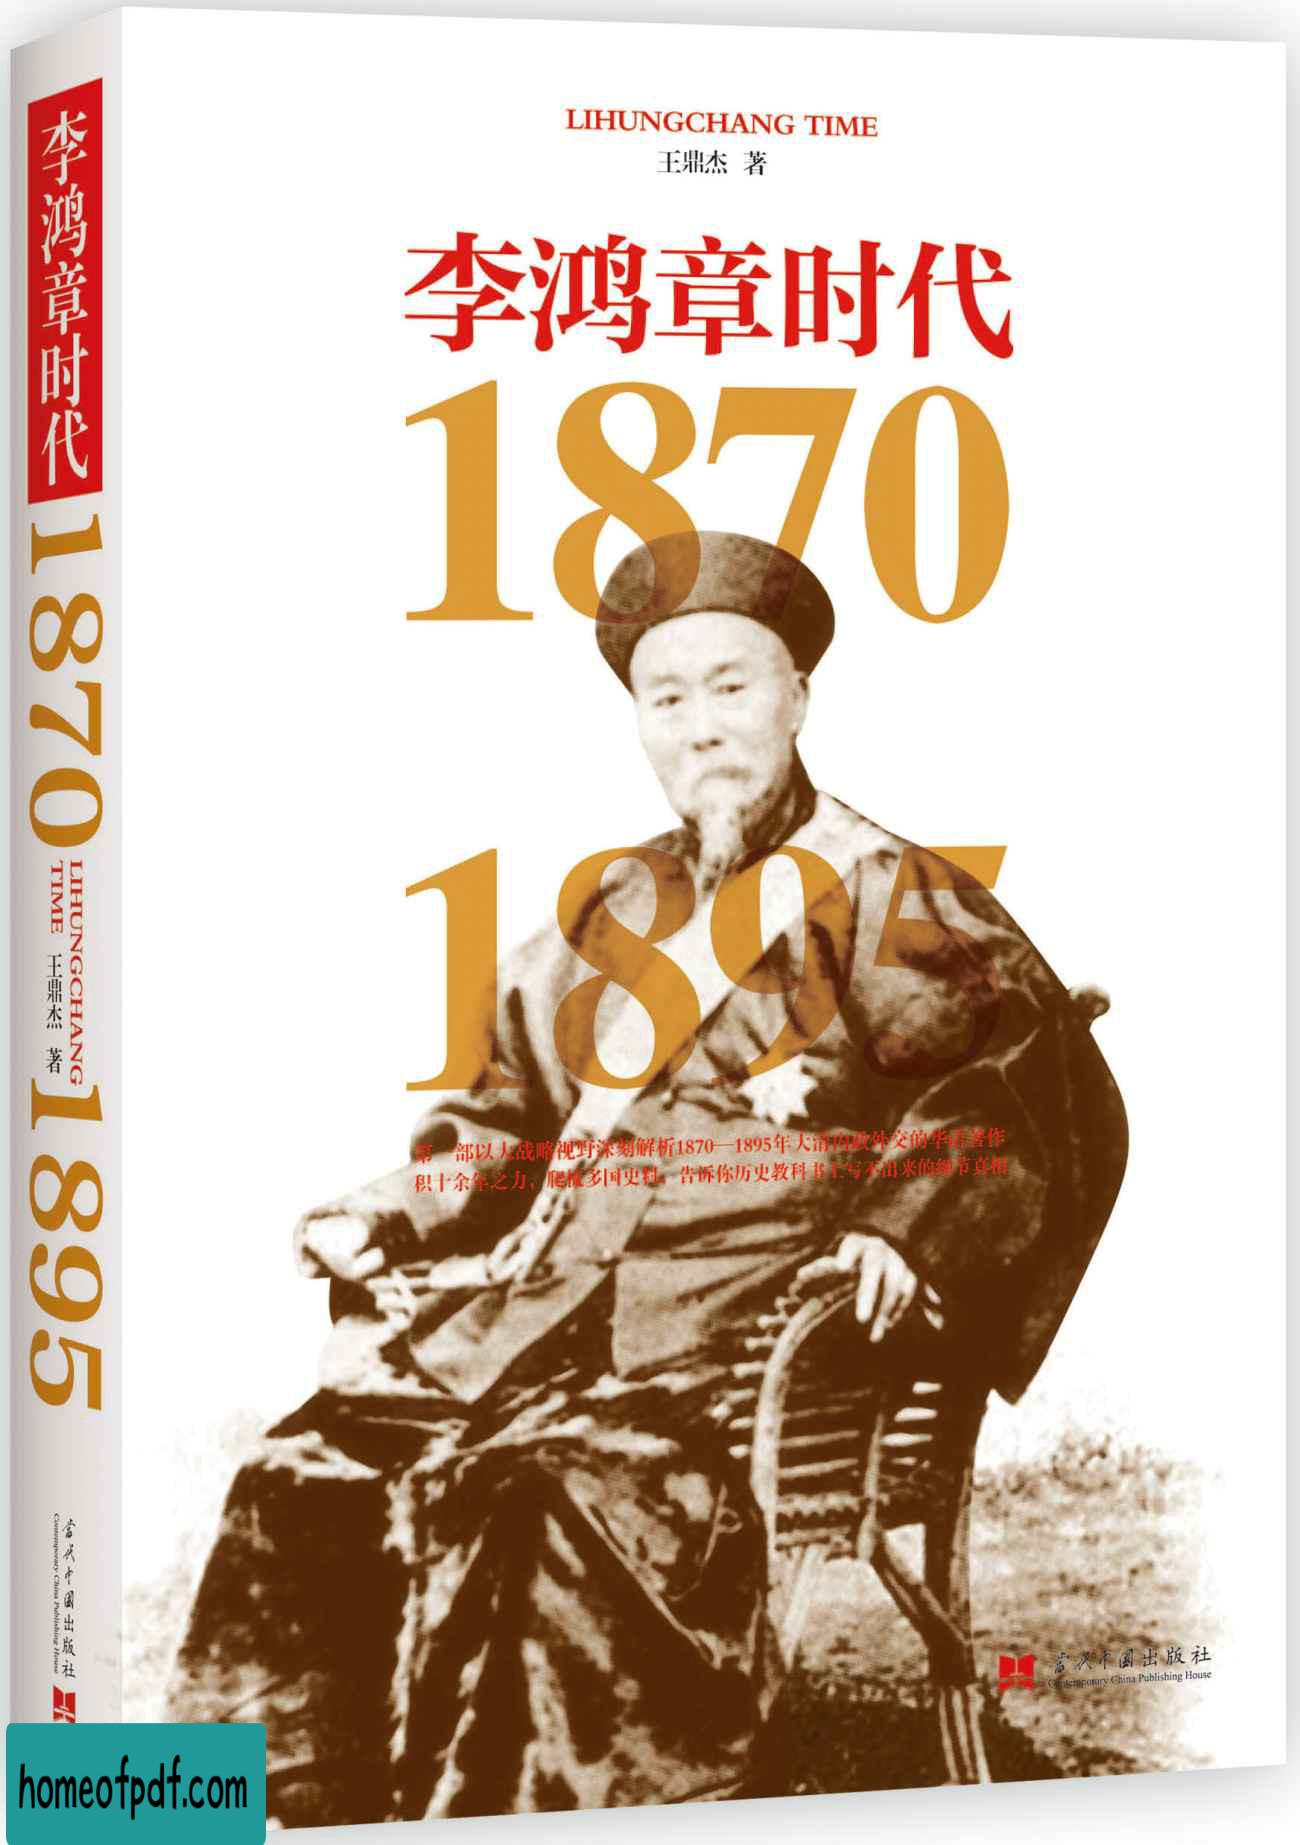 LIHUNGCHANG TIME
王鼎杰 著
李鸿章时代
1870
1895
第一部以大战略视野深刻解析1870—1895年大清内政外交的华语著作
积十余年之力，爬梳多国史料，告诉你历史教科书上写不出来的细节真相
当代中國出版社
Contemporary China Publishing House
李鸿章时代
1870
LIHUNGCHANG
TIME
王鼎杰 著
1895
當代中國出版社
Contemporary China Publishing House
homeofpdf.com